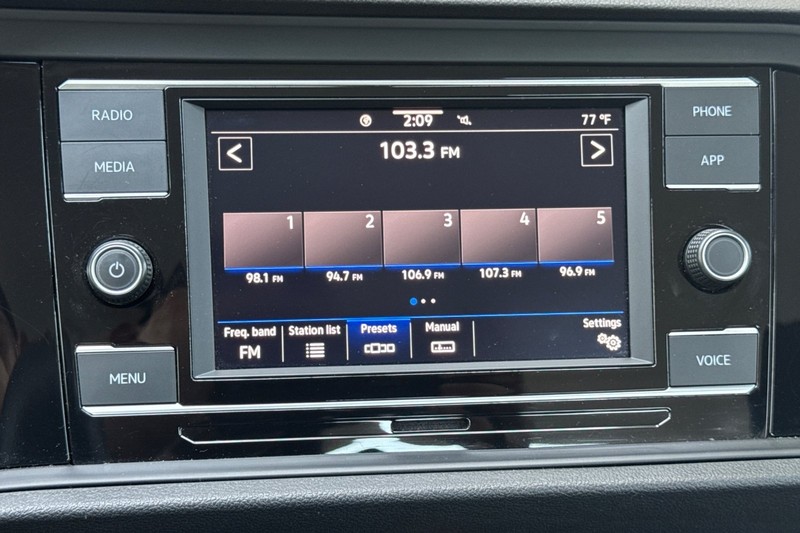 RADIO
MEDIA
MENU
2:09
77 °F
103.3 FM
1 2 3 4 5
98.1 FM 94.7 FM 106.9 FM 107.3 FM 96.9 FM
Freq. band Station list Presets Manual Settings
FM
PHONE
APP
VOICE